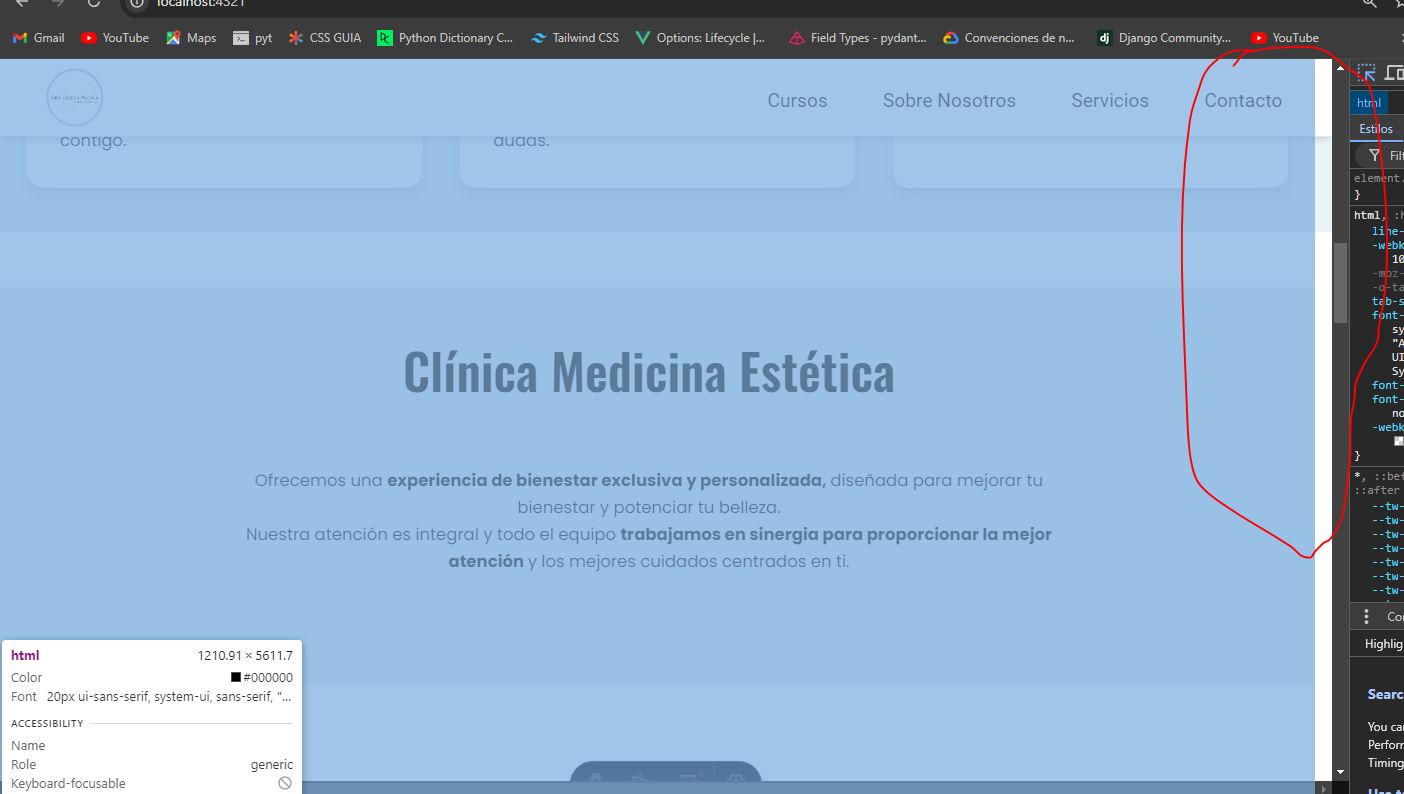 localhost:4321
Gmail YouTube Maps pyt CSS GUIA Python Dictionary C... Tailwind CSS Options: Lifecycle |... Field Types - pydant... Convenciones de n... Django Community... YouTube
Cursos Sobre Nosotros Servicios Contacto
contigo.
dudas.
Clínica Medicina Estética
Ofrecemos una experiencia de bienestar exclusiva y personalizada, diseñada para mejorar tu
bienestar y potenciar tu belleza.
Nuestra atención es integral y todo el equipo trabajamos en sinergia para proporcionar la mejor
atención y los mejores cuidados centrados en ti.
html 1210.91 × 5611.7
Color #000000
Font 20px ui-sans-serif, system-ui, sans-serif, "...
ACCESSIBILITY
Name
Role generic
Keyboard-focusable
html
Estilos
Filt
element.
}
html, :h
line-
-webk
10
-moz-
-o-ta
tab-s
font-
sy
"A
UI
Sy
font-
font-
no
-webk
}
*, ::bef
::after
--tw-
--tw-
--tw-
--tw-
--tw-
--tw-
--tw-
Co
Highlig
Searc
You ca
Perfor
Timing
Use t